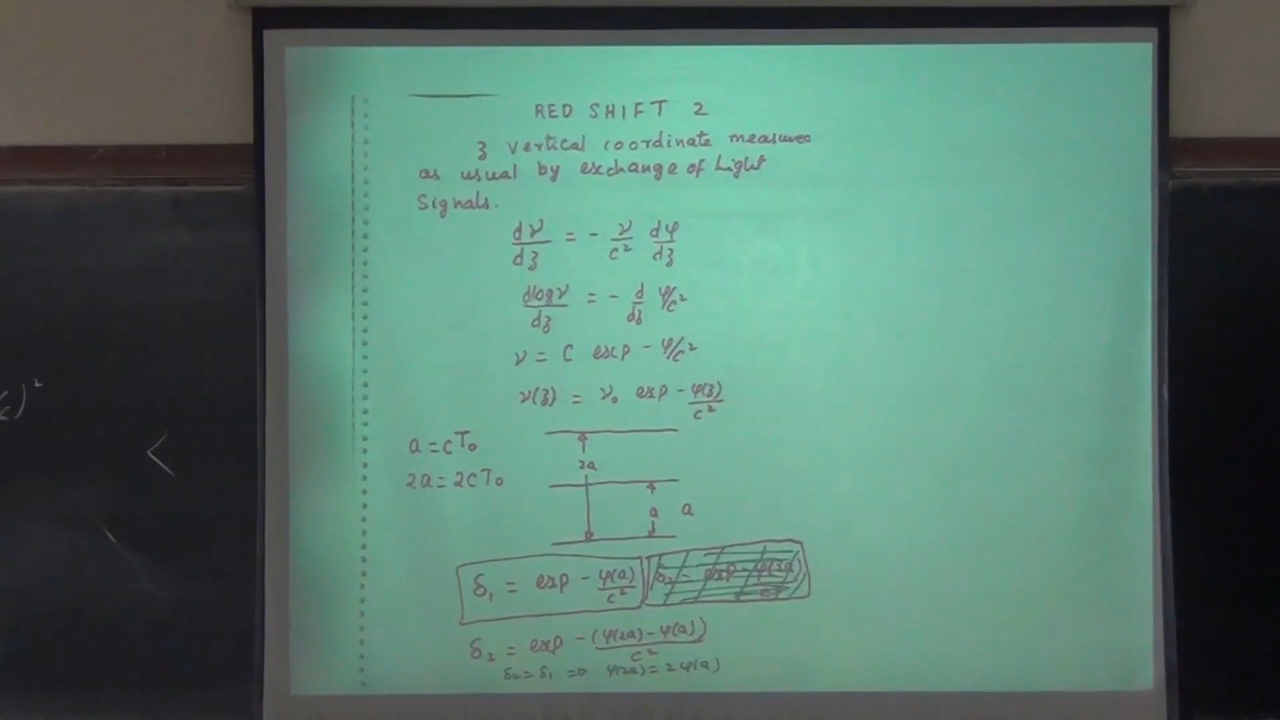 RED SHIFT 2
z vertical coordinate measured
as usual by exchange of Light
Signals.
dν/dz = - ν/c² dφ/dz
dlogν/dz = - d/dz φ/c²
ν = C exp - φ/c²
ν(z) = ν₀ exp - φ(z)/c²
a = cT₀
2a = 2cT₀
2a
a a
δ₁ = exp - φ(a)/c²
δ₂ = exp - (φ(2a) - φ(a))/c²
δ₂ = δ₁ => φ(2a) = 2φ(a)
c)²
<